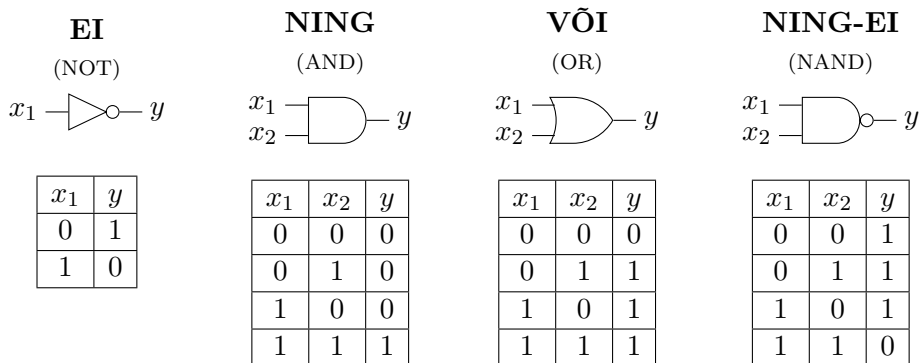 EI NING VÕI NING-EI
(NOT) (AND) (OR) (NAND)
x₁ y x₁ x₂ y x₁ x₂ y x₁ x₂ y
x₁ y x₁ x₂ y x₁ x₂ y x₁ x₂ y
0 1 0 0 0 0 0 0 0 0 1
1 0 0 1 0 0 1 1 0 1 1
1 0 0 1 0 1 1 0 1
1 1 1 1 1 1 1 1 0